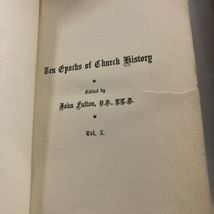 Ten Epochs of Church History
Edited by
John Fulton, D.D., LL.D.
Vol. X.